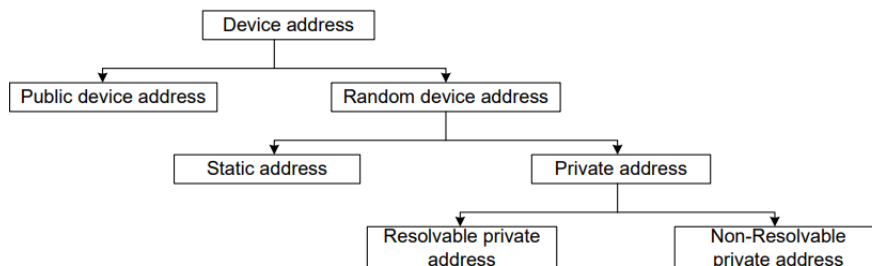 Device address
Public device address
Random device address
Static address
Private address
Resolvable private
address
Non-Resolvable
private address